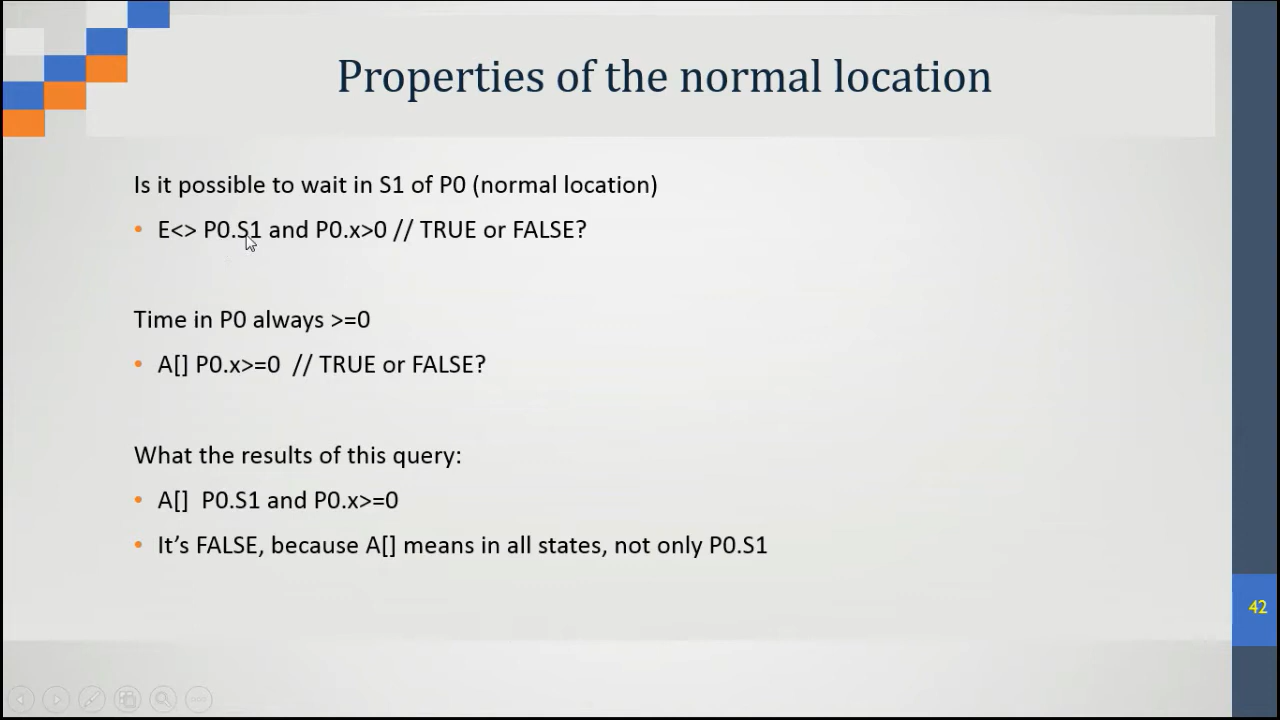 Properties of the normal location
Is it possible to wait in S1 of P0 (normal location)
• E<> P0.S1 and P0.x>0 // TRUE or FALSE?
Time in P0 always >=0
• A[] P0.x>=0 // TRUE or FALSE?
What the results of this query:
• A[] P0.S1 and P0.x>=0
• It’s FALSE, because A[] means in all states, not only P0.S1
42